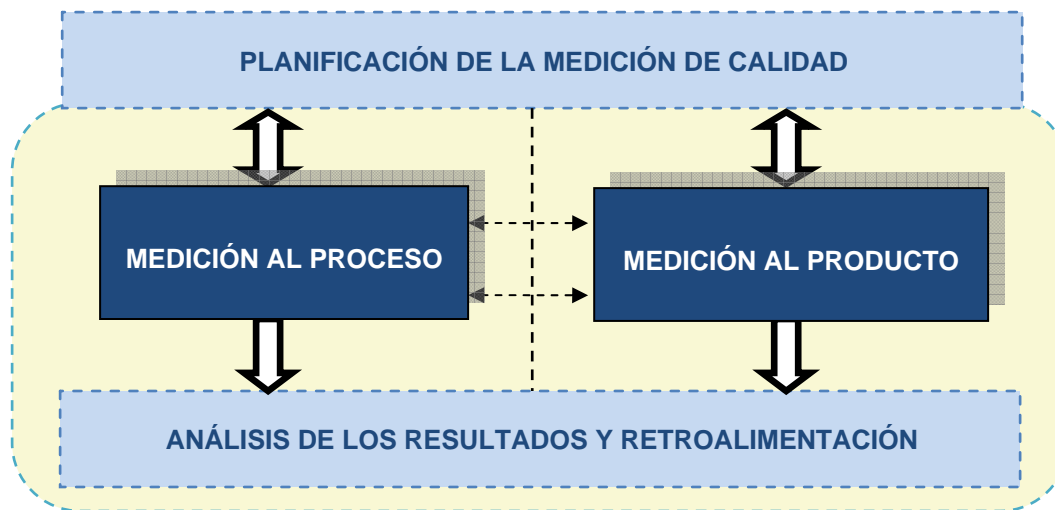 PLANIFICACIÓN DE LA MEDICIÓN DE CALIDAD
MEDICIÓN AL PROCESO
MEDICIÓN AL PRODUCTO
ANÁLISIS DE LOS RESULTADOS Y RETROALIMENTACIÓN